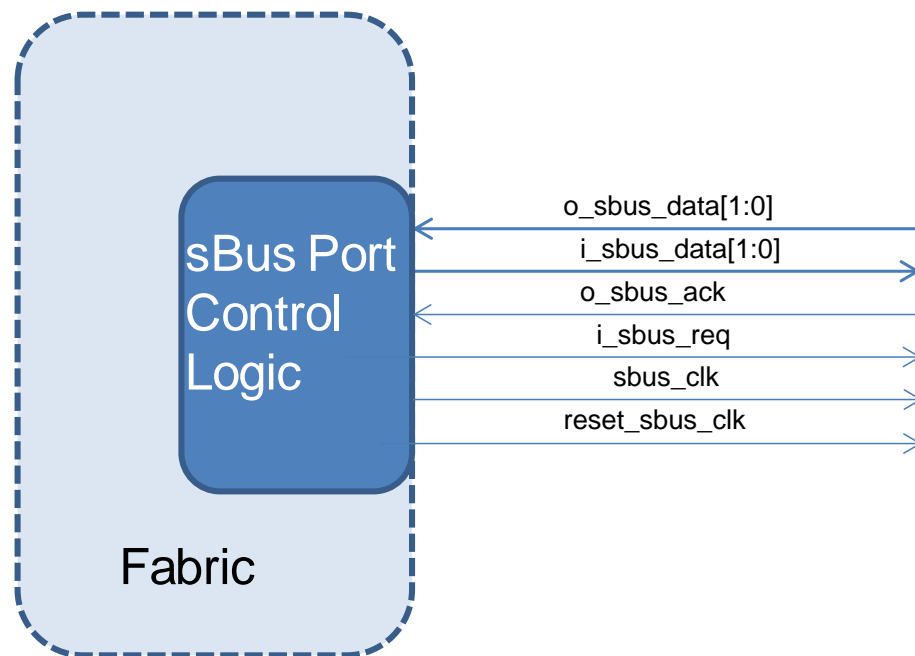 sBus Port
Control
Logic
Fabric
o_sbus_data[1:0]
i_sbus_data[1:0]
o_sbus_ack
i_sbus_req
sbus_clk
reset_sbus_clk